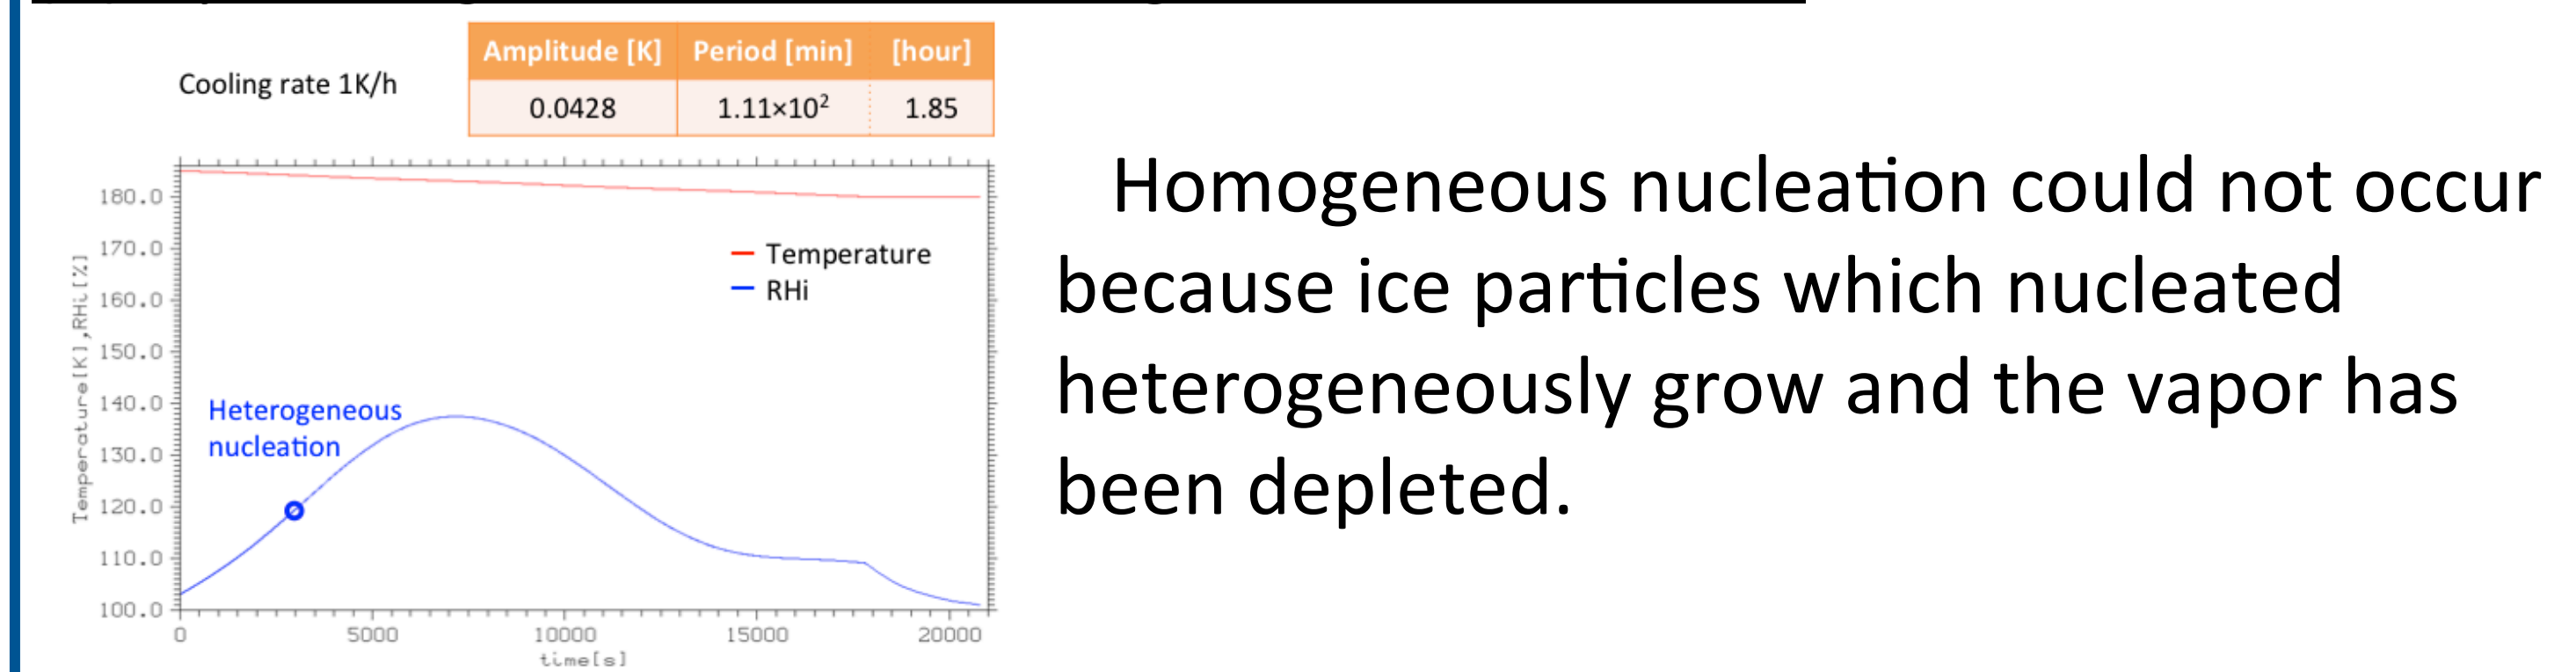 Cooling rate 1K/h
Amplitude [K] Period [min] [hour]
0.0428 1.11×10² 1.85
Temperature[K],RHi[%]
180.0
170.0
160.0
150.0
140.0
130.0
120.0
110.0
100.0
Temperature
RHi
Heterogeneous
nucleation
0 5000 10000 15000 20000
time[s]
Homogeneous nucleation could not occur
because ice particles which nucleated
heterogeneously grow and the vapor has
been depleted.